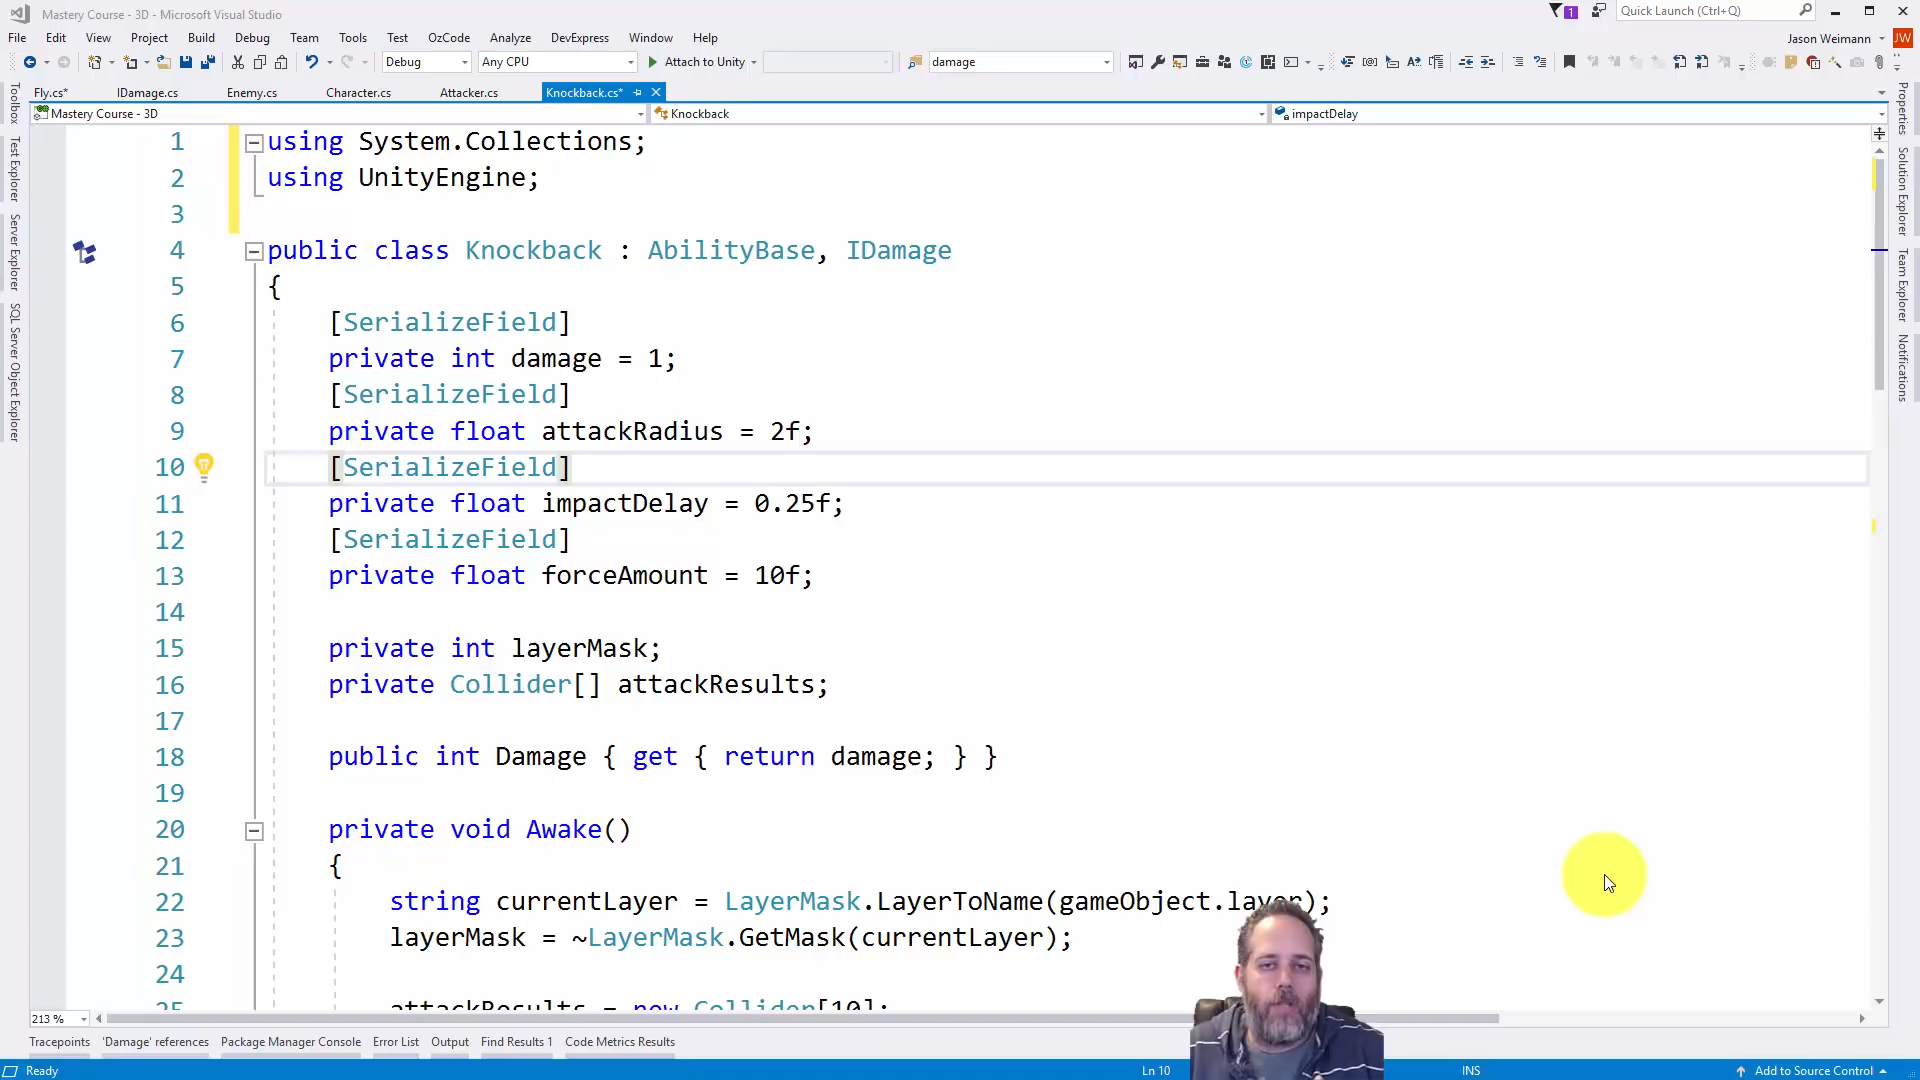 Mastery Course - 3D - Microsoft Visual Studio
1
Quick Launch (Ctrl+Q)
File Edit View Project Build Debug Team Tools Test OzCode Analyze DevExpress Window Help
Jason Weimann JW
Debug Any CPU Attach to Unity damage
Fly.cs* IDamage.cs Enemy.cs Character.cs Attacker.cs Knockback.cs*
Mastery Course - 3D Knockback impactDelay
Toolbox
Test Explorer
Server Explorer
SQL Server Object Explorer
1 using System.Collections;
2 using UnityEngine;
3
4 public class Knockback : AbilityBase, IDamage
5 {
6 [SerializeField]
7 private int damage = 1;
8 [SerializeField]
9 private float attackRadius = 2f;
10 [SerializeField]
11 private float impactDelay = 0.25f;
12 [SerializeField]
13 private float forceAmount = 10f;
14
15 private int layerMask;
16 private Collider[] attackResults;
17
18 public int Damage { get { return damage; } }
19
20 private void Awake()
21 {
22 string currentLayer = LayerMask.LayerToName(gameObject.layer);
23 layerMask = ~LayerMask.GetMask(currentLayer);
24
25 attackResults = new Collider[10];
Properties
Solution Explorer
Team Explorer
Notifications
213 %
Tracepoints 'Damage' references Package Manager Console Error List Output Find Results 1 Code Metrics Results
Ready Ln 10 INS Add to Source Control